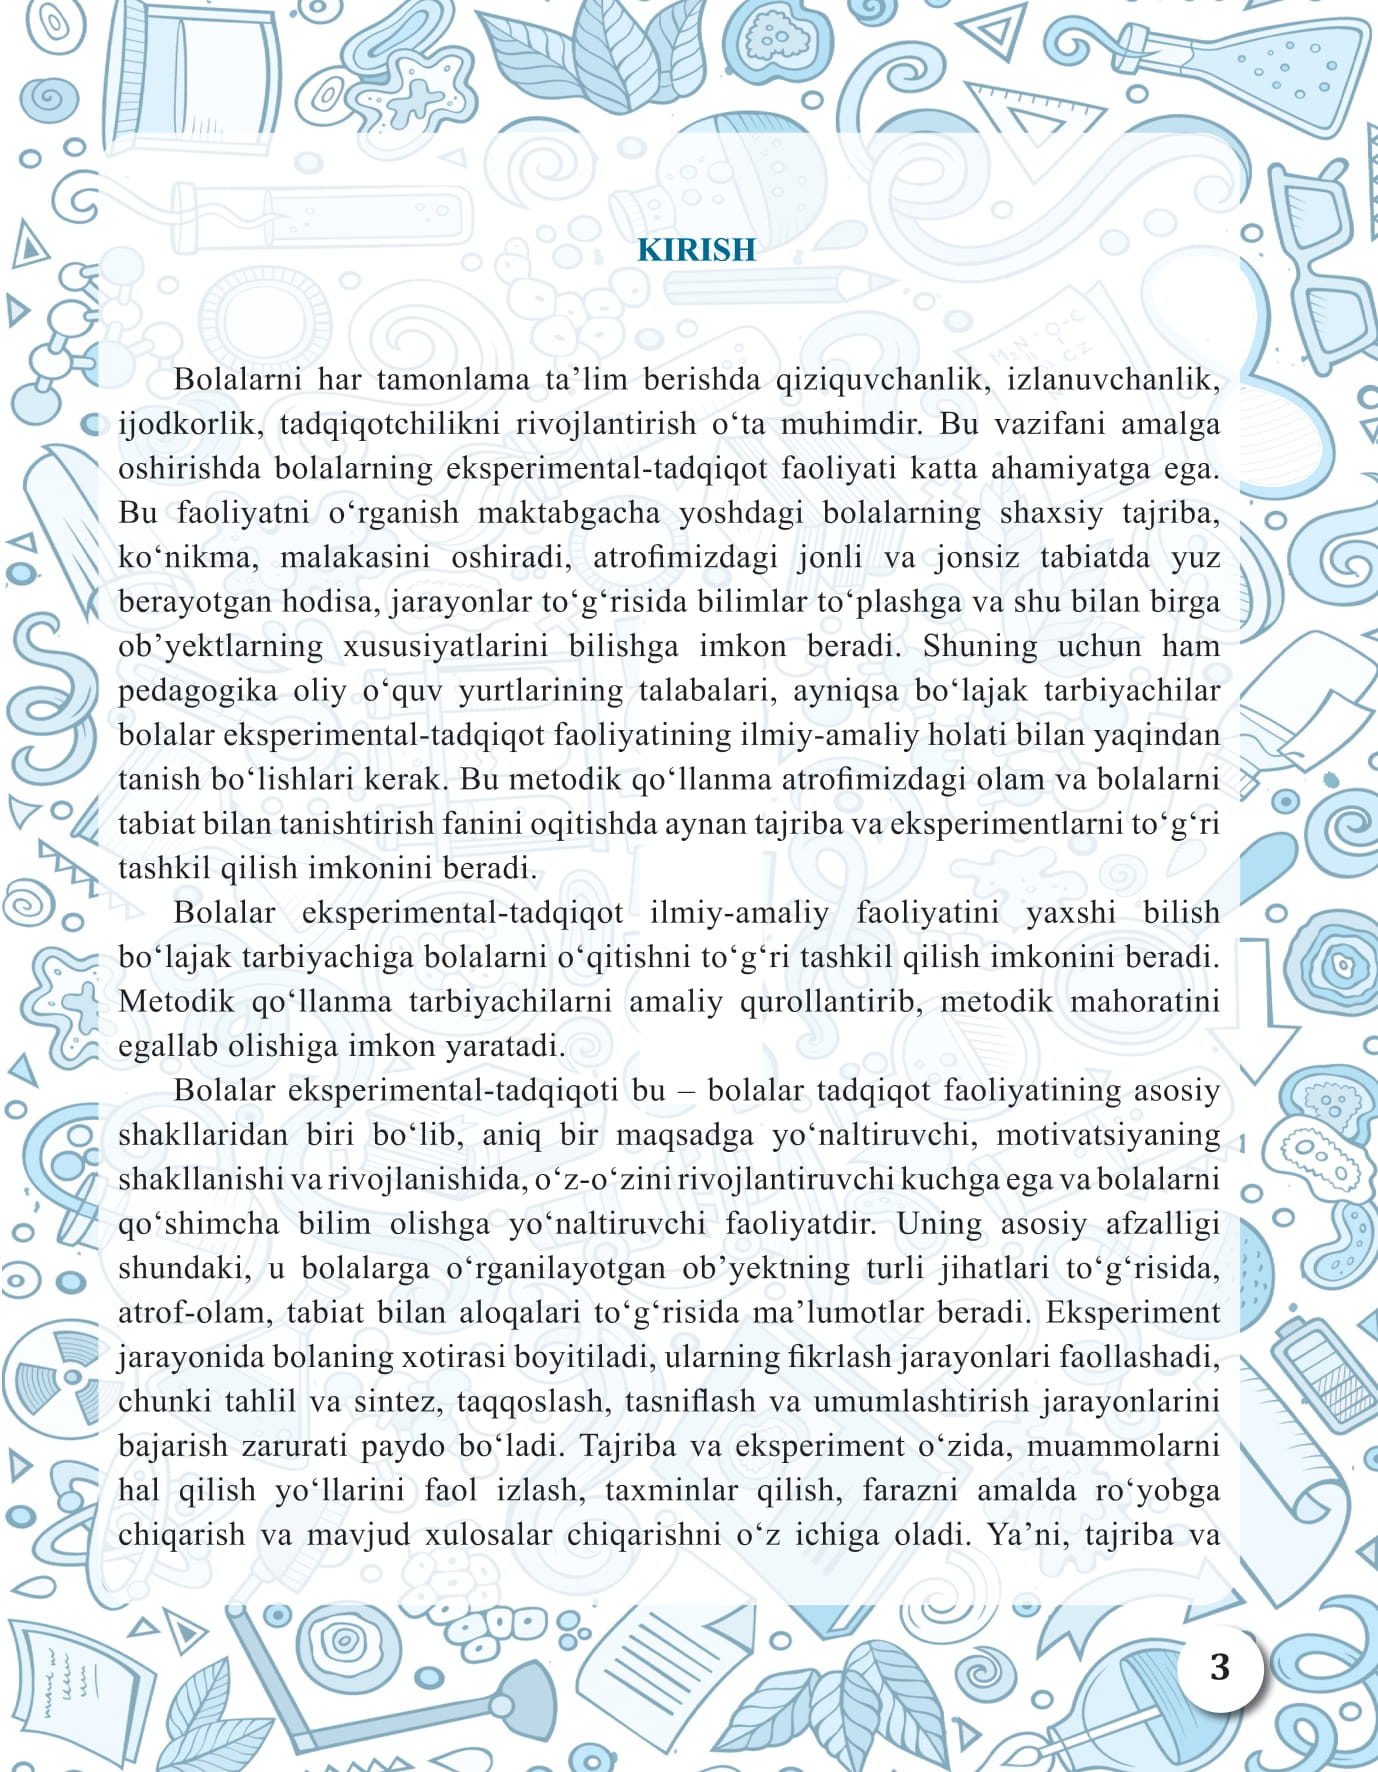 KIRISH
Bolalarni har tamonlama ta’lim berishda qiziquvchanlik, izlanuvchanlik,
ijodkorlik, tadqiqotchilikni rivojlantirish o‘ta muhimdir. Bu vazifani amalga
oshirishda bolalarning eksperimental-tadqiqot faoliyati katta ahamiyatga ega.
Bu faoliyatni o‘rganish maktabgacha yoshdagi bolalarning shaxsiy tajriba,
ko‘nikma, malakasini oshiradi, atrofimizdagi jonli va jonsiz tabiatda yuz
berayotgan hodisa, jarayonlar to‘g‘risida bilimlar to‘plashga va shu bilan birga
ob’yektlarning xususiyatlarini bilishga imkon beradi. Shuning uchun ham
pedagogika oliy o‘quv yurtlarining talabalari, ayniqsa bo‘lajak tarbiyachilar
bolalar eksperimental-tadqiqot faoliyatining ilmiy-amaliy holati bilan yaqindan
tanish bo‘lishlari kerak. Bu metodik qo‘llanma atrofimizdagi olam va bolalarni
tabiat bilan tanishtirish fanini oqitishda aynan tajriba va eksperimentlarni to‘g‘ri
tashkil qilish imkonini beradi.
Bolalar eksperimental-tadqiqot ilmiy-amaliy faoliyatini yaxshi bilish
bo‘lajak tarbiyachiga bolalarni o‘qitishni to‘g‘ri tashkil qilish imkonini beradi.
Metodik qo‘llanma tarbiyachilarni amaliy qurollantirib, metodik mahoratini
egallab olishiga imkon yaratadi.
Bolalar eksperimental-tadqiqoti bu – bolalar tadqiqot faoliyatining asosiy
shakllaridan biri bo‘lib, aniq bir maqsadga yo‘naltiruvchi, motivatsiyaning
shakllanishi va rivojlanishida, o‘z-o‘zini rivojlantiruvchi kuchga ega va bolalarni
qo‘shimcha bilim olishga yo‘naltiruvchi faoliyatdir. Uning asosiy afzalligi
shundaki, u bolalarga o‘rganilayotgan ob’yektning turli jihatlari to‘g‘risida,
atrof-olam, tabiat bilan aloqalari to‘g‘risida ma’lumotlar beradi. Eksperiment
jarayonida bolaning xotirasi boyitiladi, ularning fikrlash jarayonlari faollashadi,
chunki tahlil va sintez, taqqoslash, tasniflash va umumlashtirish jarayonlarini
bajarish zarurati paydo bo‘ladi. Tajriba va eksperiment o‘zida, muammolarni
hal qilish yo‘llarini faol izlash, taxminlar qilish, farazni amalda ro‘yobga
chiqarish va mavjud xulosalar chiqarishni o‘z ichiga oladi. Ya’ni, tajriba va
3